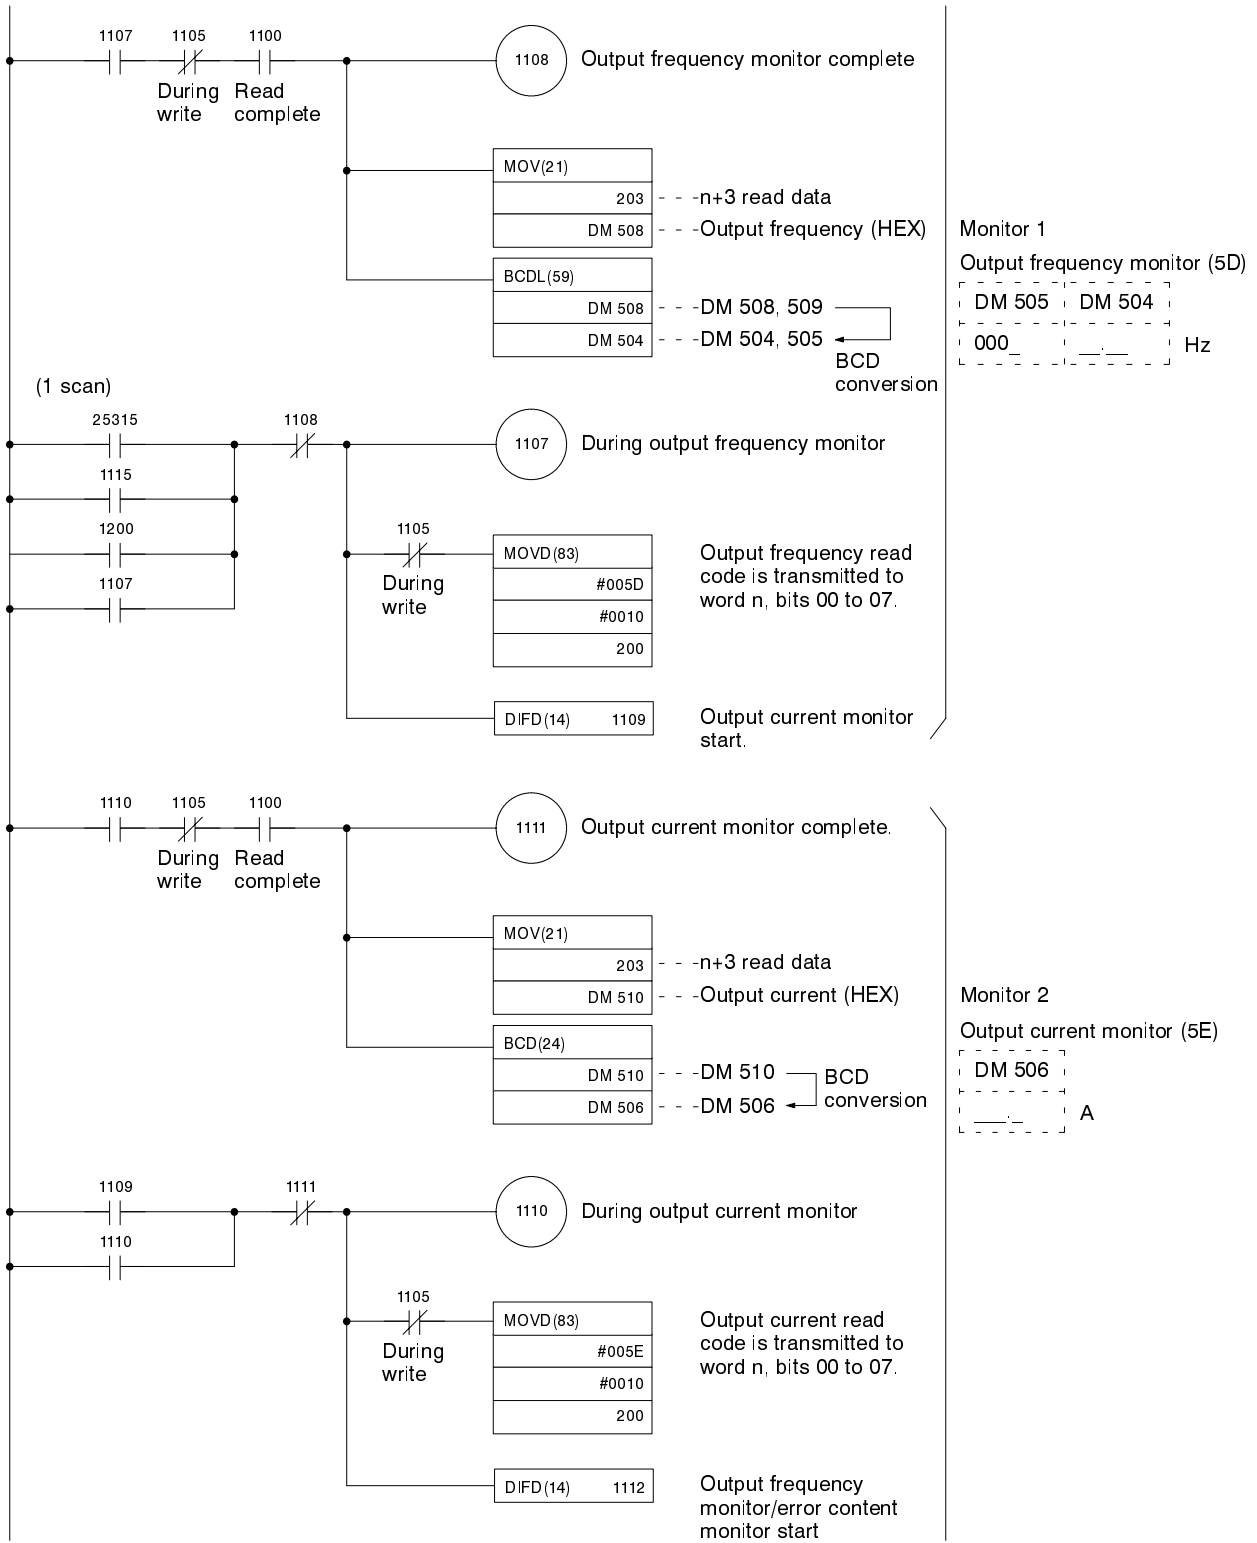 1107 1105 1100
1108 Output frequency monitor complete
During Read
write complete
MOV(21)
203 - - -n+3 read data
DM 508 - - -Output frequency (HEX)
Monitor 1
Output frequency monitor (5D)
BCDL(59)
DM 508 - - -DM 508, 509
DM 504 - - -DM 504, 505
BCD
conversion
DM 505 DM 504
000_ __.__ Hz
(1 scan)
25315 1108
1107 During output frequency monitor
1115
1200
1107
1105
During
write
MOVD(83)
#005D
#0010
200
Output frequency read
code is transmitted to
word n, bits 00 to 07.
DIFD(14) 1109
Output current monitor
start.
1110 1105 1100
1111 Output current monitor complete.
During Read
write complete
MOV(21)
203 - - -n+3 read data
DM 510 - - -Output current (HEX)
Monitor 2
Output current monitor (5E)
BCD(24)
DM 510 - - -DM 510
DM 506 - - -DM 506
BCD
conversion
DM 506
___._ A
1109 1111
1110 During output current monitor
1110
1105
During
write
MOVD(83)
#005E
#0010
200
Output current read
code is transmitted to
word n, bits 00 to 07.
DIFD(14) 1112
Output frequency
monitor/error content
monitor start